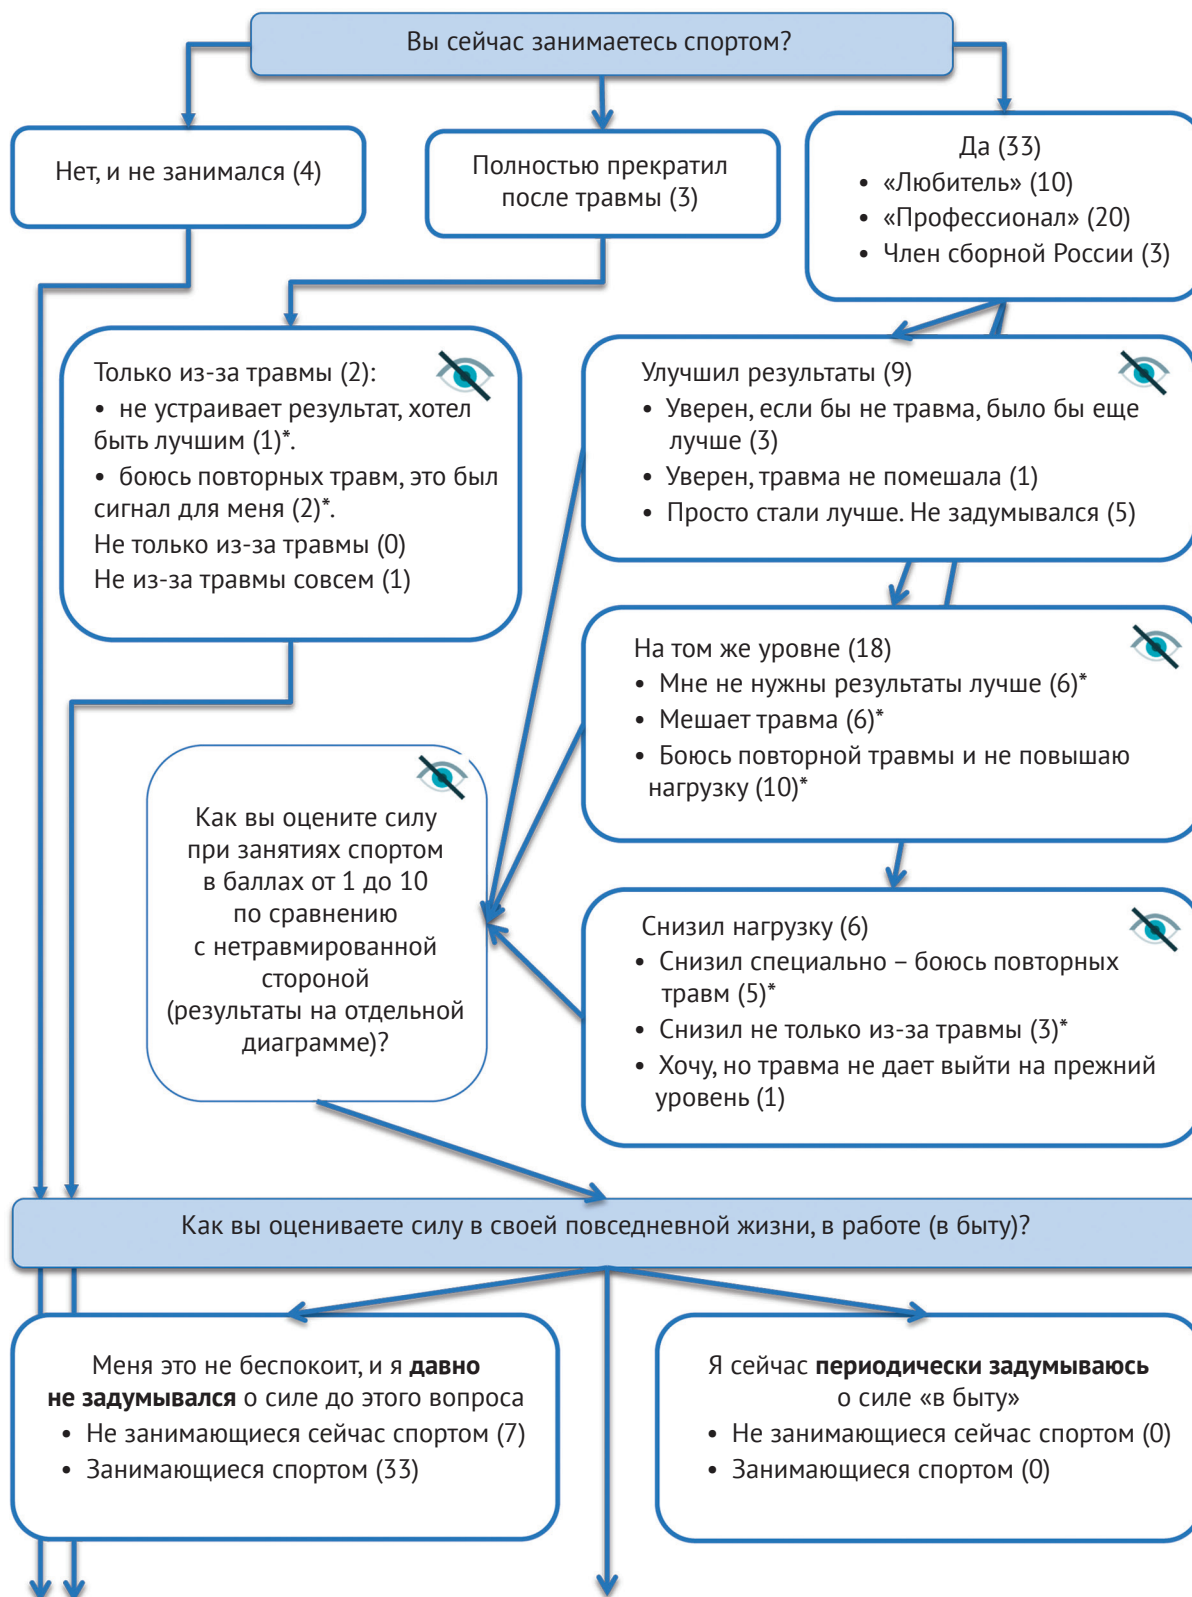 Вы сейчас занимаетесь спортом?
Нет, и не занимался (4)
Полностью прекратил
после травмы (3)
Да (33)
• «Любитель» (10)
• «Профессионал» (20)
• Член сборной России (3)
Только из-за травмы (2):
• не устраивает результат, хотел
быть лучшим (1)*.
• боюсь повторных травм, это был
сигнал для меня (2)*.
Не только из-за травмы (0)
Не из-за травмы совсем (1)
Улучшил результаты (9)
• Уверен, если бы не травма, было бы еще
лучше (3)
• Уверен, травма не помешала (1)
• Просто стали лучше. Не задумывался (5)
На том же уровне (18)
• Мне не нужны результаты лучше (6)*
• Мешает травма (6)*
• Боюсь повторной травмы и не повышаю
нагрузку (10)*
Как вы оцените силу
при занятиях спортом
в баллах от 1 до 10
по сравнению
с нетравмированной
стороной
(результаты на отдельной
диаграмме)?
Снизил нагрузку (6)
• Снизил специально – боюсь повторных
травм (5)*
• Снизил не только из-за травмы (3)*
• Хочу, но травма не дает выйти на прежний
уровень (1)
Как вы оцениваете силу в своей повседневной жизни, в работе (в быту)?
Меня это не беспокоит, и я давно
не задумывался о силе до этого вопроса
• Не занимающиеся сейчас спортом (7)
• Занимающиеся спортом (33)
Я сейчас периодически задумываюсь
о силе «в быту»
• Не занимающиеся сейчас спортом (0)
• Занимающиеся спортом (0)